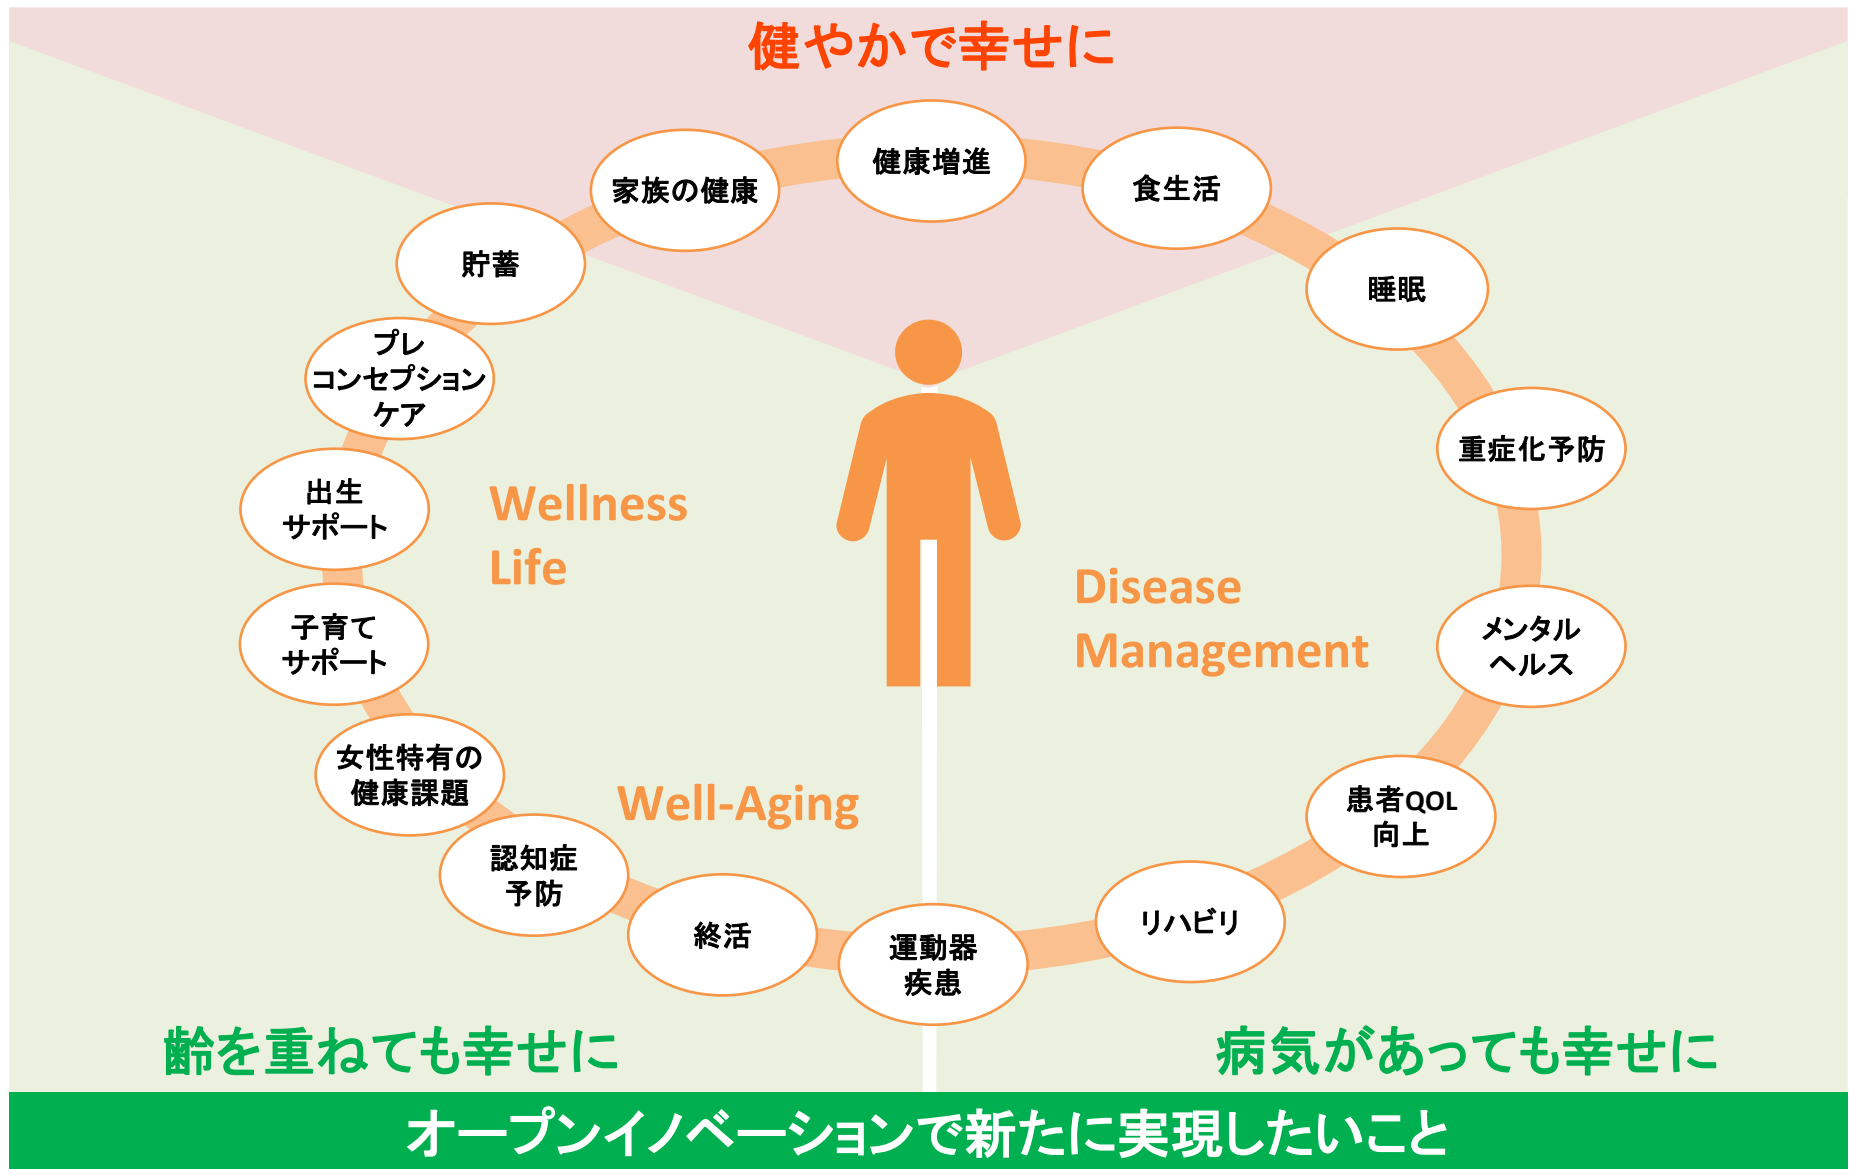 健やかで幸せに
健康増進
家族の健康
食生活
貯蓄
睡眠
プレ
コンセプション
ケア
重症化予防
出生
サポート
Wellness
Life
Disease
Management
子育て
サポート
メンタル
ヘルス
女性特有の
健康課題
Well-Aging
患者QOL
向上
認知症
予防
終活
リハビリ
運動器
疾患
齢を重ねても幸せに
病気があっても幸せに
オープンイノベーションで新たに実現したいこと